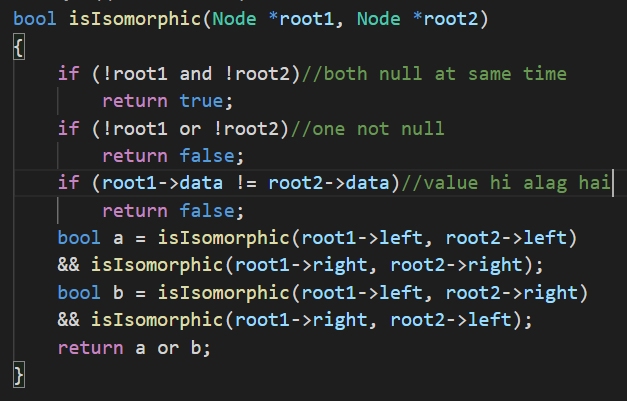 bool isIsomorphic(Node *root1, Node *root2)
{
    if (!root1 and !root2)//both null at same time
        return true;
    if (!root1 or !root2)//one not null
        return false;
    if (root1->data != root2->data)//value hi alag hai
        return false;
    bool a = isIsomorphic(root1->left, root2->left)
    && isIsomorphic(root1->right, root2->right);
    bool b = isIsomorphic(root1->left, root2->right)
    && isIsomorphic(root1->right, root2->left);
    return a or b;
}